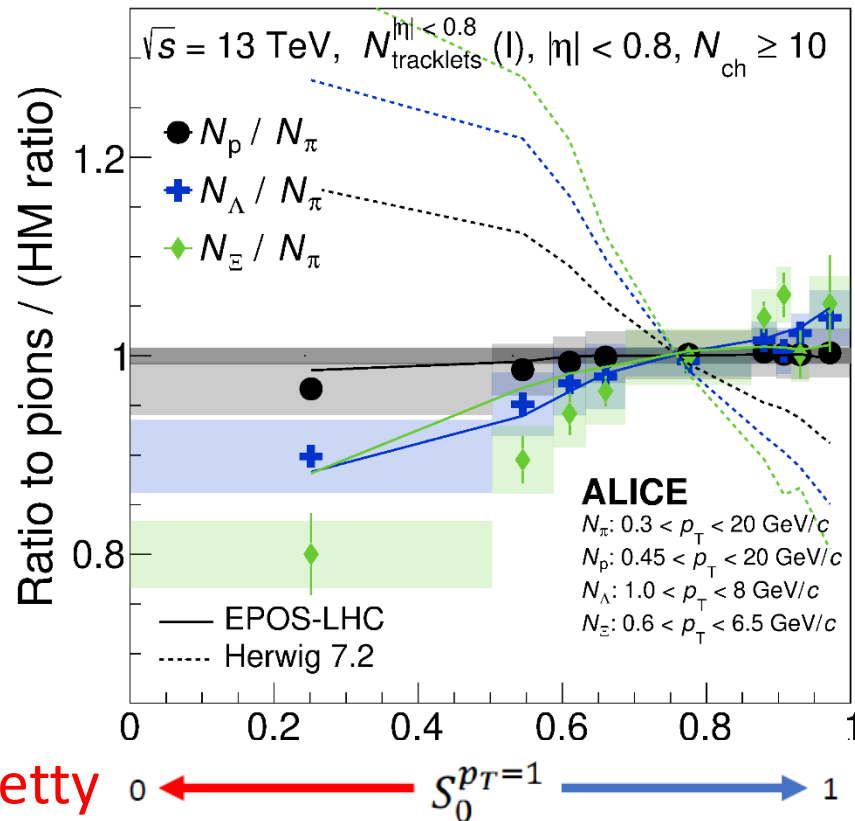 √s = 13 TeV, N_tracklets^|η|<0.8 (I), |η| < 0.8, N_ch ≥ 10
N_p / N_π
N_Λ / N_π
N_Ξ / N_π
Ratio to pions / (HM ratio)
1.2
1
0.8
ALICE
N_π: 0.3 < p_T < 20 GeV/c
N_p: 0.45 < p_T < 20 GeV/c
N_Λ: 1.0 < p_T < 8 GeV/c
N_Ξ: 0.6 < p_T < 6.5 GeV/c
EPOS-LHC
Herwig 7.2
0 0.2 0.4 0.6 0.8 1
etty 0 S_0^{p_T=1} 1